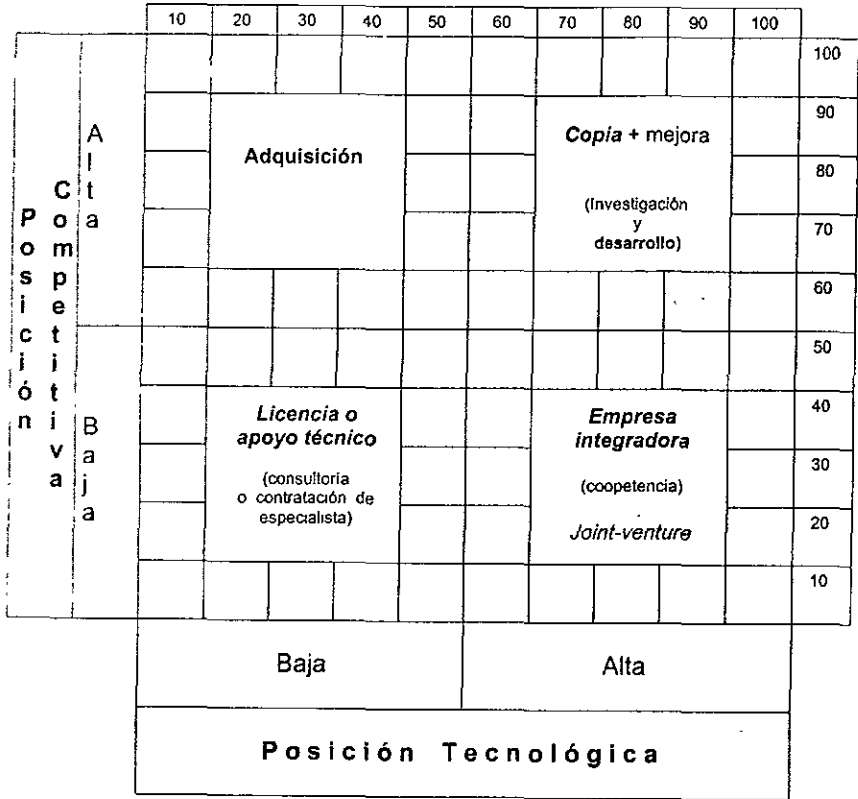 10 20 30 40 50 60 70 80 90 100
100
90
80
70
60
50
40
30
20
10
Posición
Competitiva
Alta
Baja
Adquisición
Copia + mejora
(Investigación
y
desarrollo)
Licencia o
apoyo técnico
(consultoría
o contratación de
especialista)
Empresa
integradora
(coopetencia)
Joint-venture
Baja Alta
Posición Tecnológica